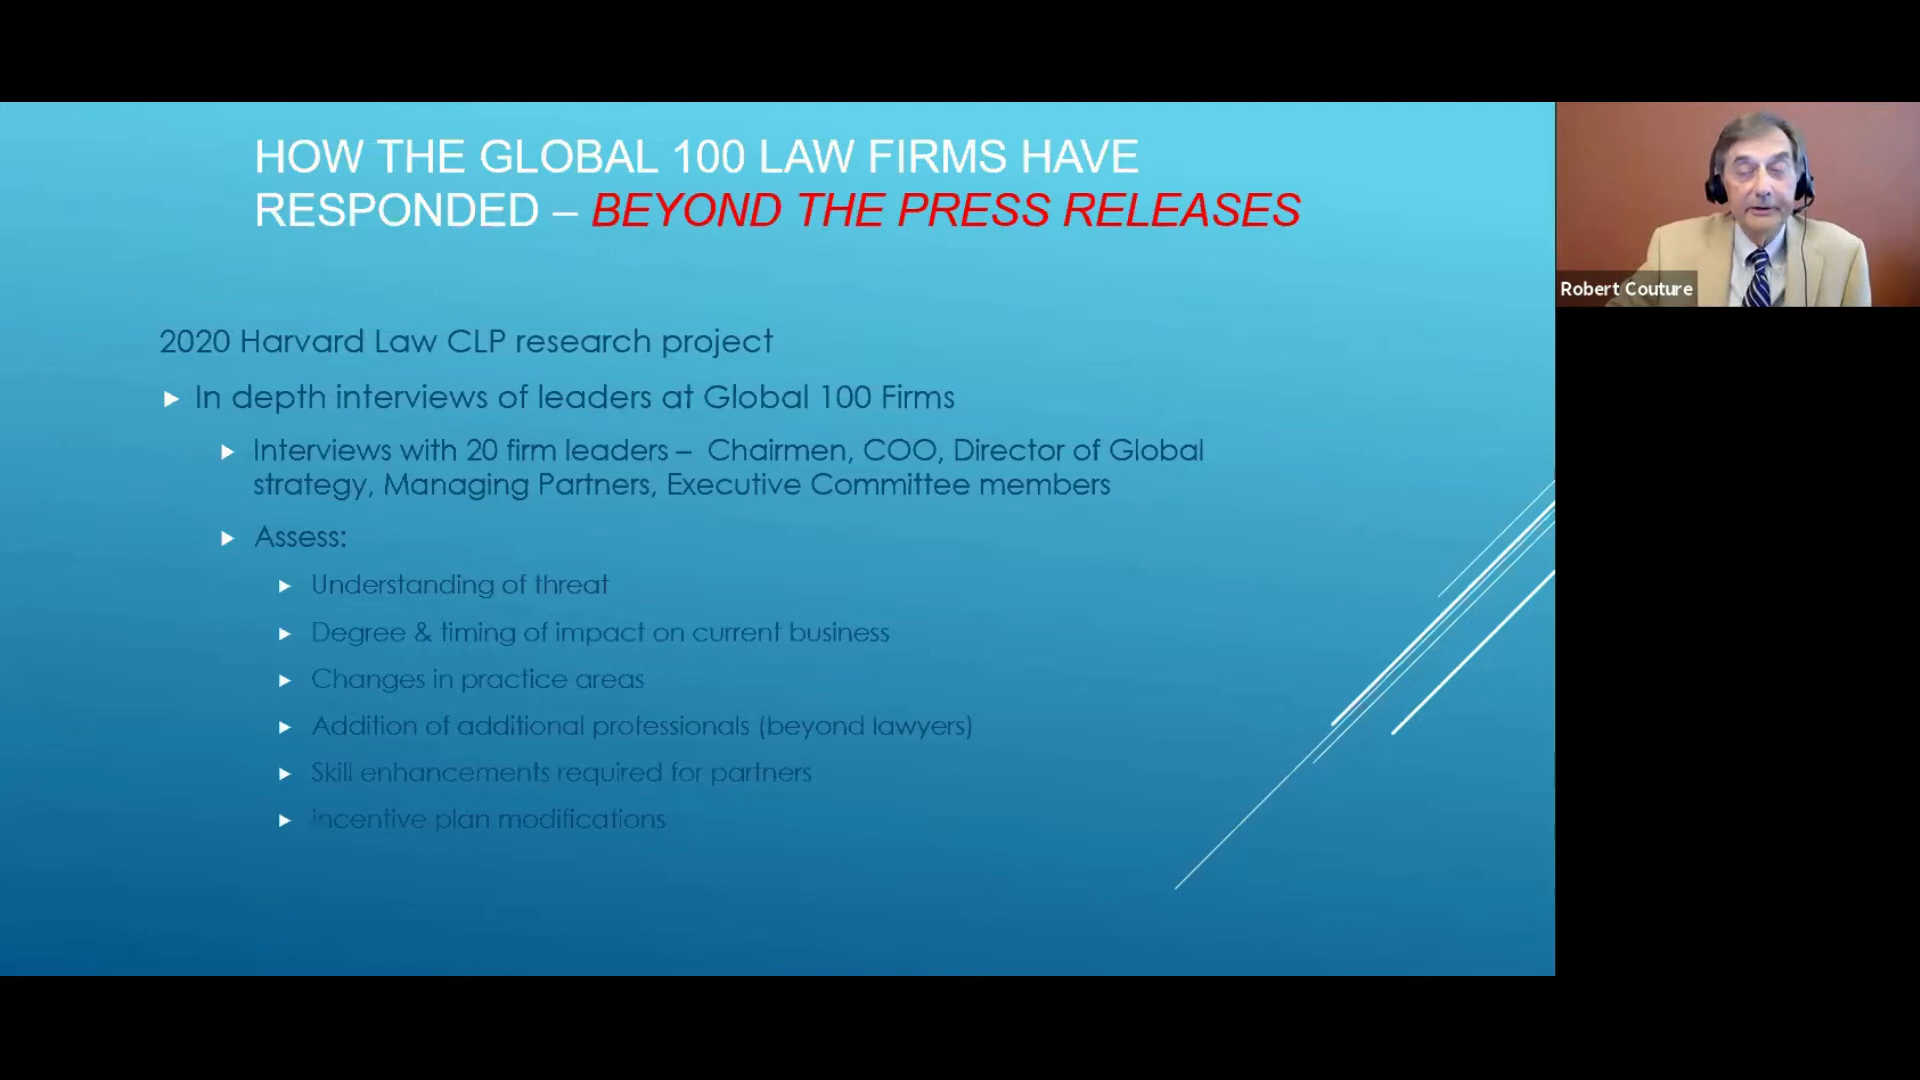 HOW THE GLOBAL 100 LAW FIRMS HAVE
RESPONDED – BEYOND THE PRESS RELEASES
Robert Couture
2020 Harvard Law CLP research project
In depth interviews of leaders at Global 100 Firms
Interviews with 20 firm leaders – Chairmen, COO, Director of Global
strategy, Managing Partners, Executive Committee members
Assess:
Understanding of threat
Degree & timing of impact on current business
Changes in practice areas
Addition of additional professionals (beyond lawyers)
Skill enhancements required for partners
incentive plan modifications